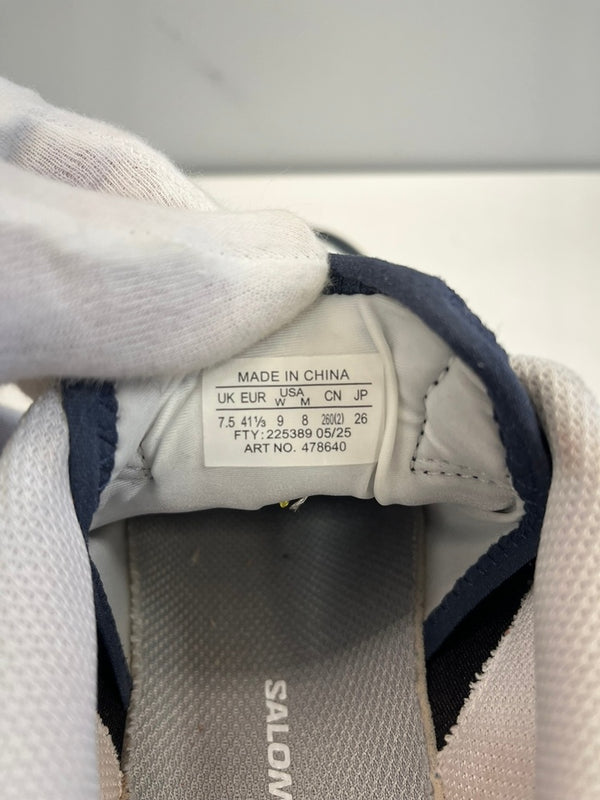 MADE IN CHINA
UK EUR USA W M CN JP
7.5 41⅓ 9 8 260(2) 26
FTY: 225389 05/25
ART NO. 478640
SALOM